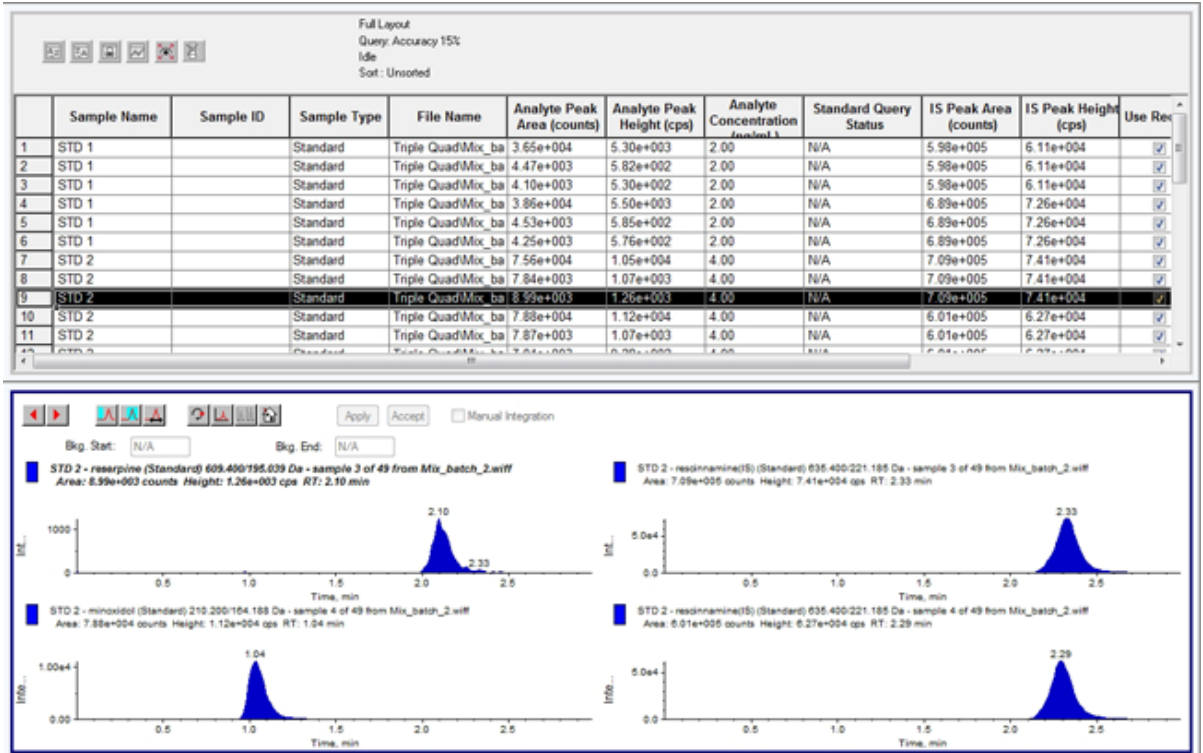 Full Layout
Query: Accuracy 15%
Idle
Sort : Unsorted
Sample Name Sample ID Sample Type File Name Analyte Peak Area (counts) Analyte Peak Height (cps) Analyte Concentration (ng/mL) Standard Query Status IS Peak Area (counts) IS Peak Height (cps) Use Rec
1 STD 1 Standard Triple Quad\Mix_ba 3.65e+004 5.30e+003 2.00 N/A 5.98e+005 6.11e+004
2 STD 1 Standard Triple Quad\Mix_ba 4.47e+003 5.82e+002 2.00 N/A 5.98e+005 6.11e+004
3 STD 1 Standard Triple Quad\Mix_ba 4.10e+003 5.30e+002 2.00 N/A 5.98e+005 6.11e+004
4 STD 1 Standard Triple Quad\Mix_ba 3.86e+004 5.50e+003 2.00 N/A 6.89e+005 7.26e+004
5 STD 1 Standard Triple Quad\Mix_ba 4.53e+003 5.85e+002 2.00 N/A 6.89e+005 7.26e+004
6 STD 1 Standard Triple Quad\Mix_ba 4.25e+003 5.76e+002 2.00 N/A 6.89e+005 7.26e+004
7 STD 2 Standard Triple Quad\Mix_ba 7.56e+004 1.05e+004 4.00 N/A 7.09e+005 7.41e+004
8 STD 2 Standard Triple Quad\Mix_ba 7.84e+003 1.07e+003 4.00 N/A 7.09e+005 7.41e+004
9 STD 2 Standard Triple Quad\Mix_ba 8.99e+003 1.26e+003 4.00 N/A 7.09e+005 7.41e+004
10 STD 2 Standard Triple Quad\Mix_ba 7.88e+004 1.12e+004 4.00 N/A 6.01e+005 6.27e+004
11 STD 2 Standard Triple Quad\Mix_ba 7.87e+003 1.07e+003 4.00 N/A 6.01e+005 6.27e+004
Apply Accept Manual Integration
Bkg. Start: N/A Bkg. End: N/A
STD 2 - reserpine (Standard) 609.400/195.039 Da - sample 3 of 49 from Mix_batch_2.wiff
Area: 8.99e+003 counts Height: 1.26e+003 cps RT: 2.10 min
2.10
1000
2.33
Int...
0
0.5 1.0 1.5 2.0 2.5
Time, min
STD 2 - rescinnamine(IS) (Standard) 635.400/221.185 Da - sample 3 of 49 from Mix_batch_2.wiff
Area: 7.09e+005 counts Height: 7.41e+004 cps RT: 2.33 min
2.33
5.0e4
Int...
0.0
0.5 1.0 1.5 2.0 2.5
Time, min
STD 2 - minoxidol (Standard) 210.200/164.188 Da - sample 4 of 49 from Mix_batch_2.wiff
Area: 7.88e+004 counts Height: 1.12e+004 cps RT: 1.04 min
1.04
1.00e4
Inte...
0.00
0.5 1.0 1.5 2.0 2.5
Time, min
STD 2 - rescinnamine(IS) (Standard) 635.400/221.185 Da - sample 4 of 49 from Mix_batch_2.wiff
Area: 6.01e+005 counts Height: 6.27e+004 cps RT: 2.29 min
2.29
5.0e4
Inte...
0.0
0.5 1.0 1.5 2.0 2.5
Time, min